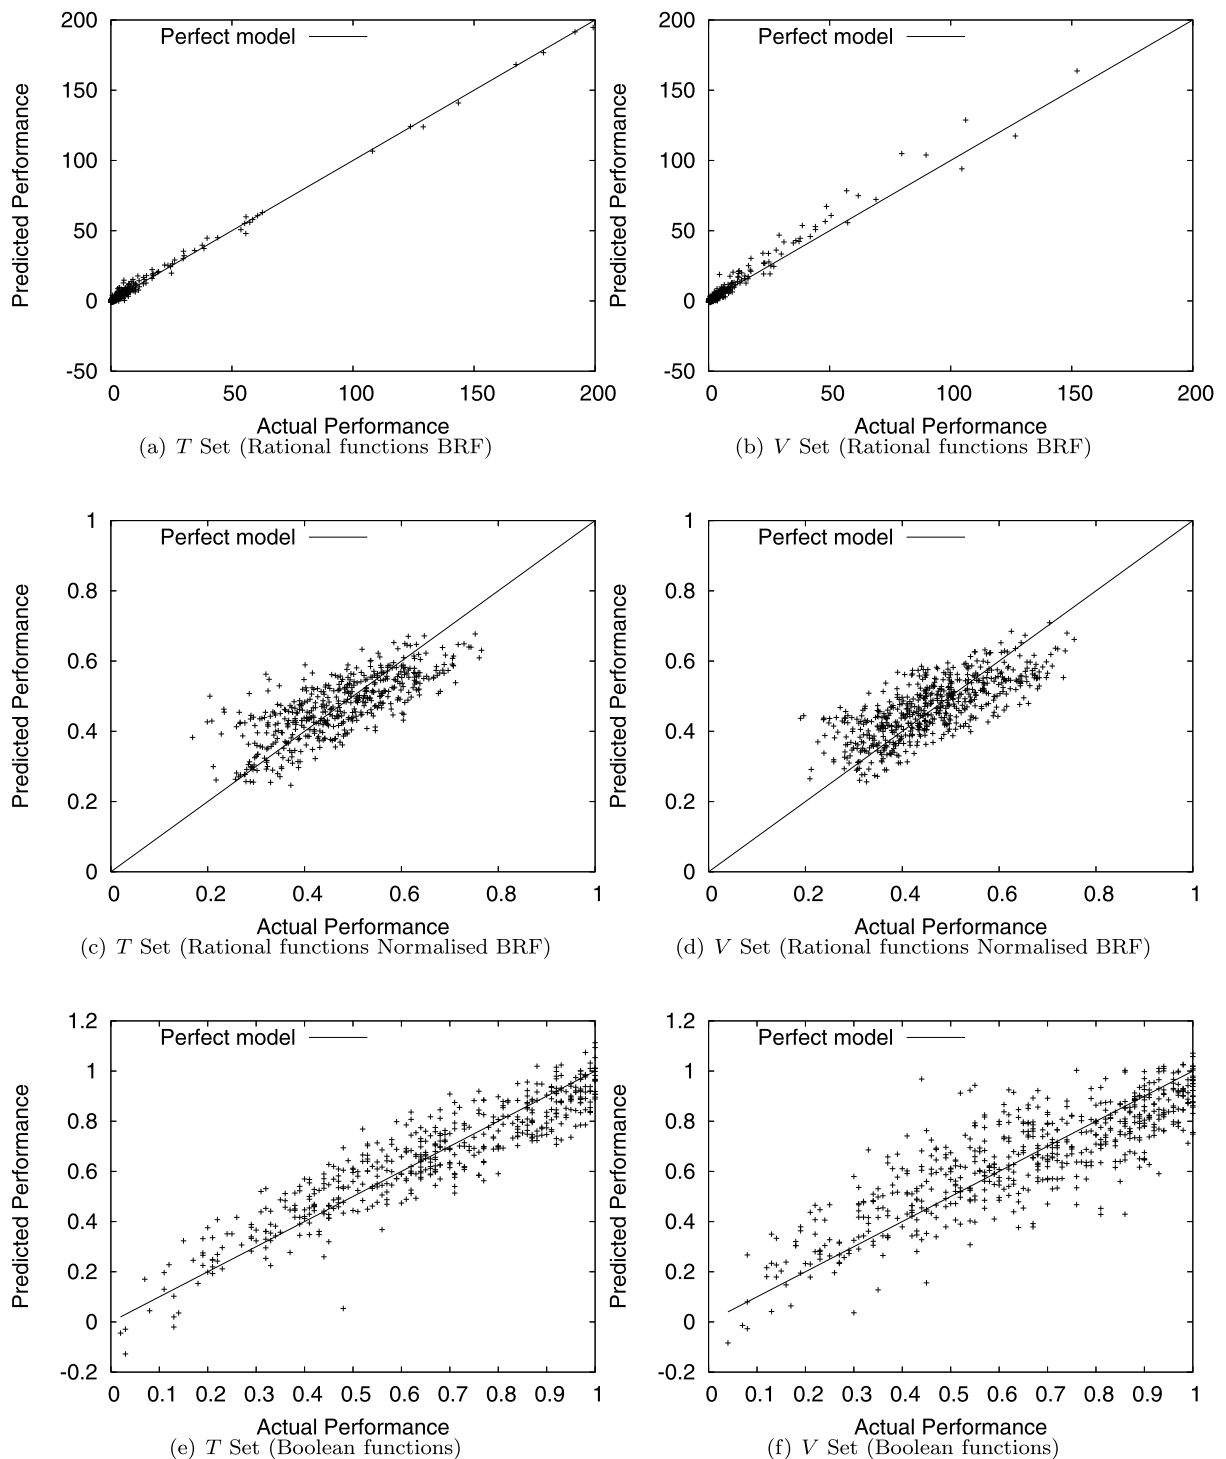 200
150
100
50
0
-50
Predicted Performance
Perfect model
0 50 100 150 200
Actual Performance
(a) T Set (Rational functions BRF)
200
150
100
50
0
-50
Predicted Performance
Perfect model
0 50 100 150 200
Actual Performance
(b) V Set (Rational functions BRF)
1
0.8
0.6
0.4
0.2
0
Predicted Performance
Perfect model
0 0.2 0.4 0.6 0.8 1
Actual Performance
(c) T Set (Rational functions Normalised BRF)
1
0.8
0.6
0.4
0.2
0
Predicted Performance
Perfect model
0 0.2 0.4 0.6 0.8 1
Actual Performance
(d) V Set (Rational functions Normalised BRF)
1.2
1
0.8
0.6
0.4
0.2
0
-0.2
Predicted Performance
Perfect model
0 0.1 0.2 0.3 0.4 0.5 0.6 0.7 0.8 0.9 1
Actual Performance
(e) T Set (Boolean functions)
1.2
1
0.8
0.6
0.4
0.2
0
-0.2
Predicted Performance
Perfect model
0 0.1 0.2 0.3 0.4 0.5 0.6 0.7 0.8 0.9 1
Actual Performance
(f) V Set (Boolean functions)